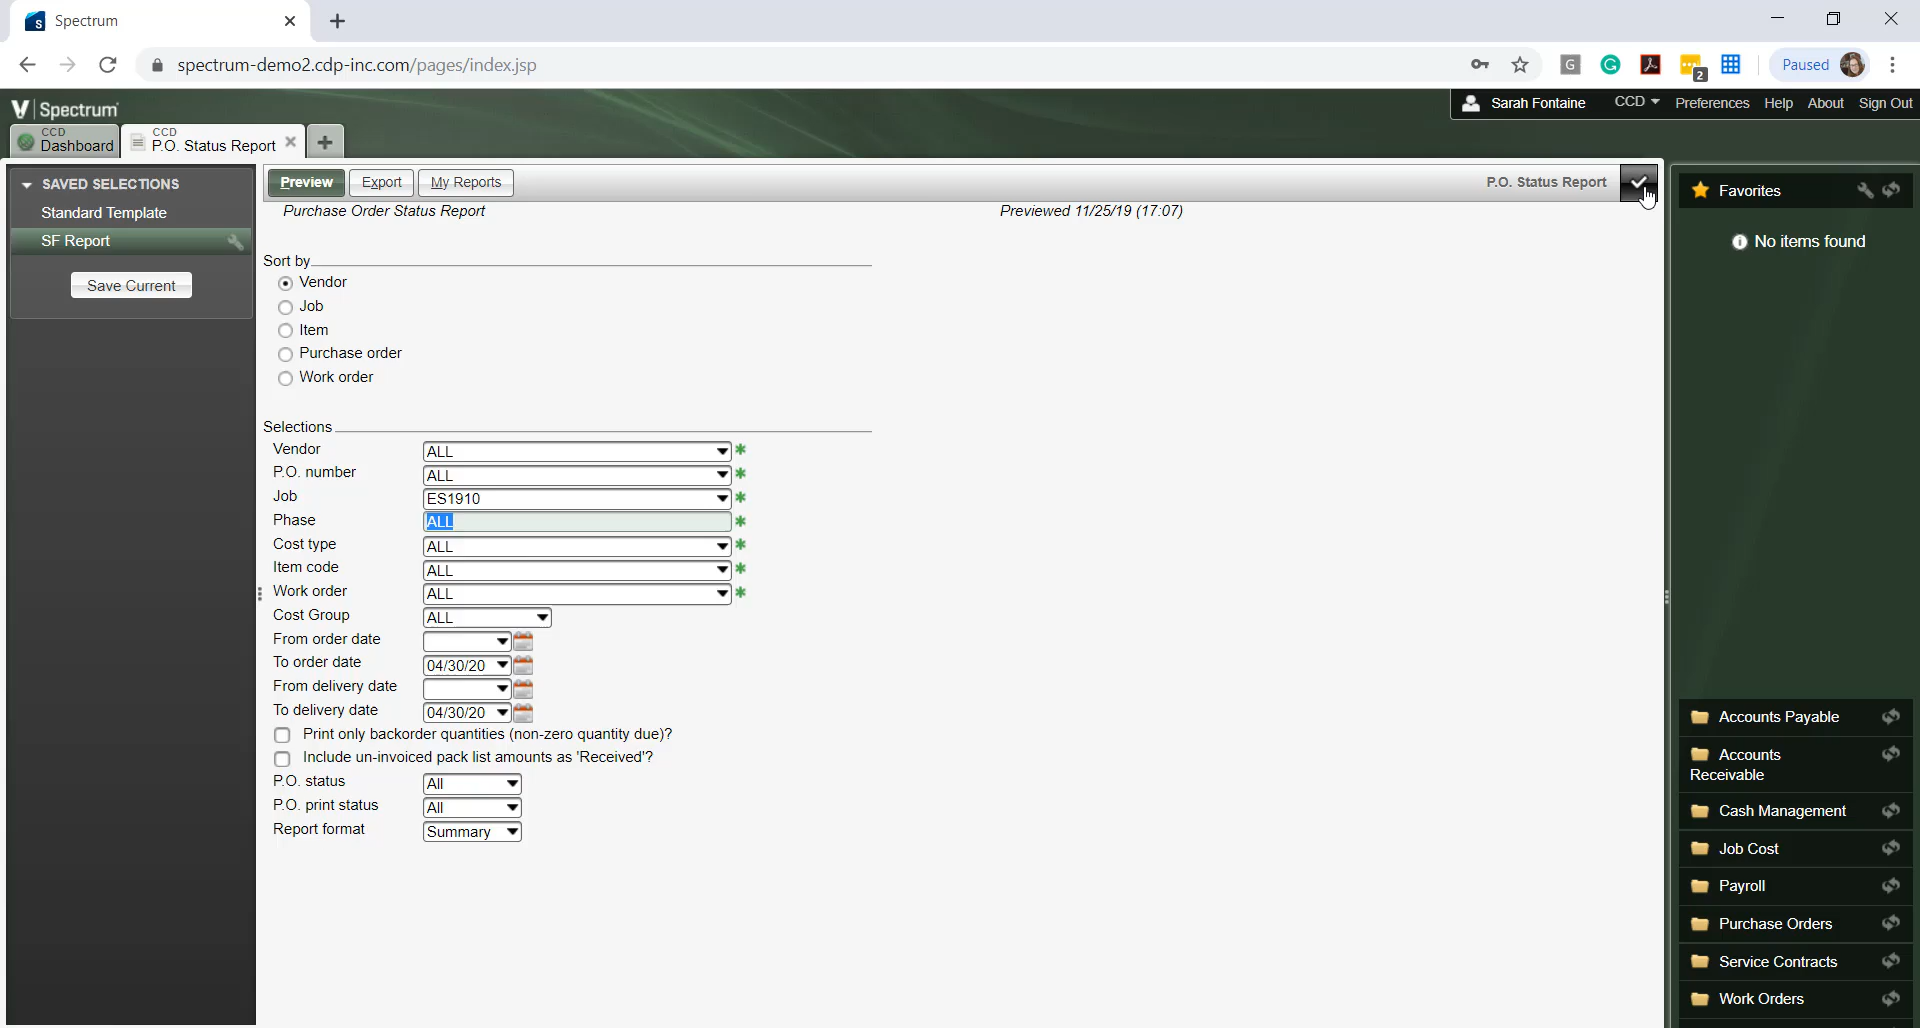 Spectrum
spectrum-demo2.cdp-inc.com/pages/index.jsp
G
G
2
Paused
V Spectrum
Sarah Fontaine CCD Preferences Help About Sign Out
CCD
Dashboard
CCD
P.O. Status Report
SAVED SELECTIONS
Standard Template
SF Report
Save Current
Preview Export My Reports
P.O. Status Report
Purchase Order Status Report
Previewed 11/25/19 (17:07)
Sort by
Vendor
Job
Item
Purchase order
Work order
Selections
Vendor ALL
P.O. number ALL
Job ES1910
Phase ALL
Cost type ALL
Item code ALL
Work order ALL
Cost Group ALL
From order date
To order date 04/30/20
From delivery date
To delivery date 04/30/20
Print only backorder quantities (non-zero quantity due)?
Include un-invoiced pack list amounts as 'Received'?
P.O. status All
P.O. print status All
Report format Summary
Favorites
No items found
Accounts Payable
Accounts
Receivable
Cash Management
Job Cost
Payroll
Purchase Orders
Service Contracts
Work Orders